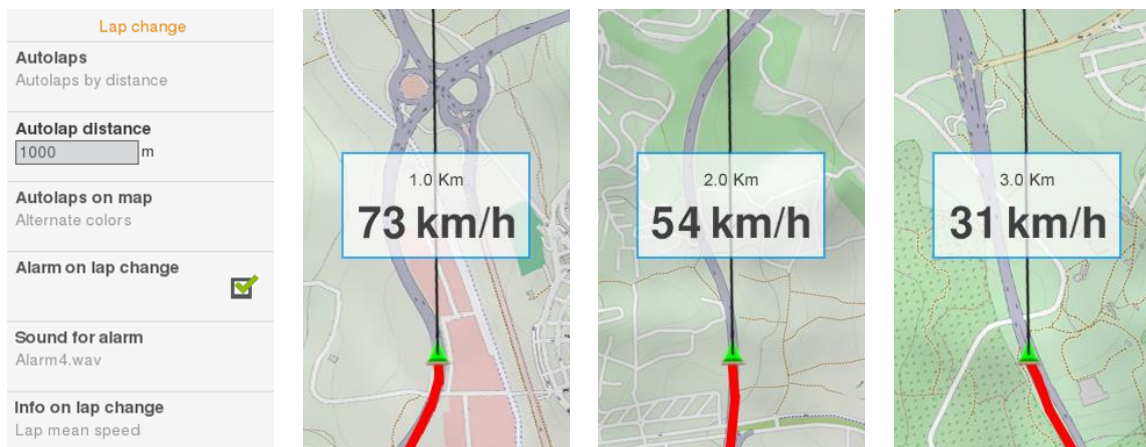 Lap change
Autolaps
Autolaps by distance
Autolap distance
1000 m
Autolaps on map
Alternate colors
Alarm on lap change
Sound for alarm
Alarm4.wav
Info on lap change
Lap mean speed
1.0 Km
73 km/h
2.0 Km
54 km/h
3.0 Km
31 km/h